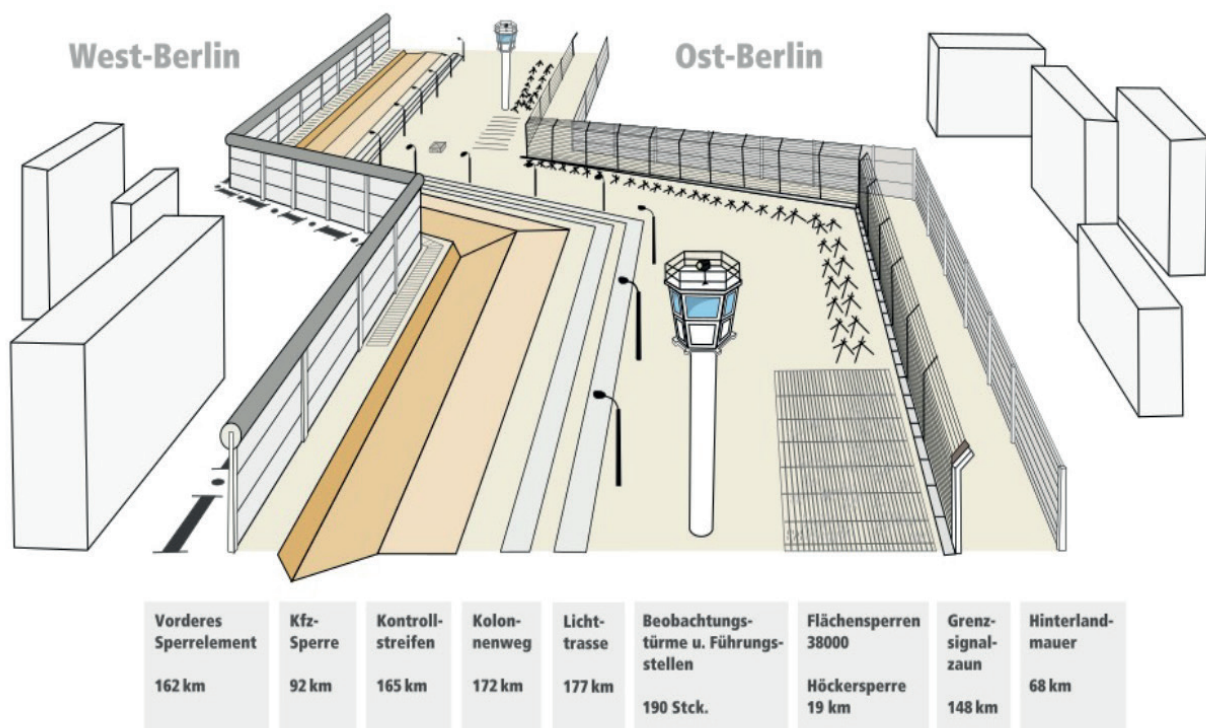 West-Berlin
Ost-Berlin
Vorderes
Sperrelement
162 km
Kfz-
Sperre
92 km
Kontroll-
streifen
165 km
Kolon-
nenweg
172 km
Licht-
trasse
177 km
Beobachtungs-
türme u. Führungs-
stellen
190 Stck.
Flächensperren
38000
Höckersperre
19 km
Grenz-
signal-
zaun
148 km
Hinterland-
mauer
68 km